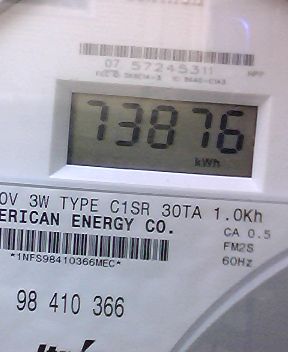 07 57245311
73876
kWh
0V 3W TYPE C1SR 30TA 1.0Kh
ERICAN ENERGY CO.
CA 0.5
FM2S
60Hz
*1NFS98410366MEC*
98 410 366